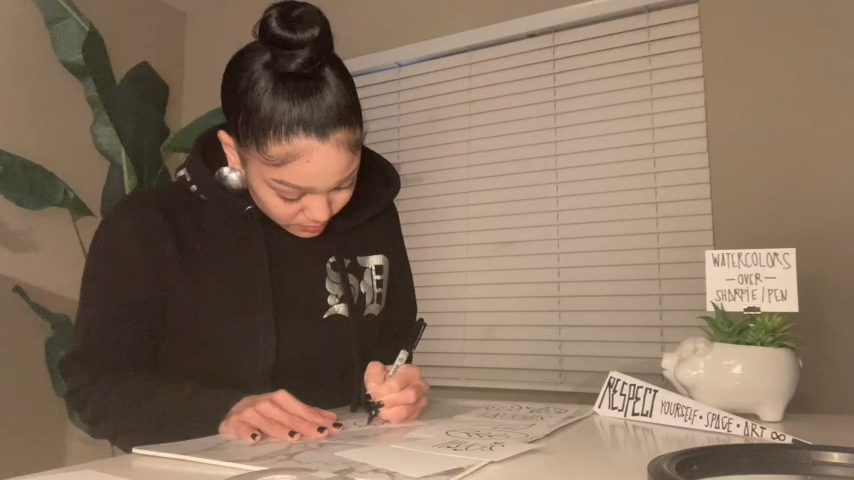 SD
WATERCOLORS
— OVER —
SHARPIE/PEN
RESPECT YOURSELF • SPACE • ART ∞